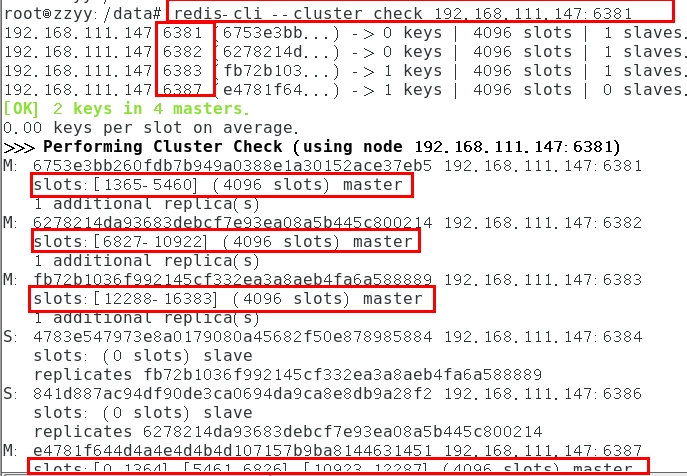 root@zzyy:/data# redis-cli --cluster check 192.168.111.147:6381
192.168.111.147:6381 (6753e3bb...) -> 0 keys | 4096 slots | 1 slaves.
192.168.111.147:6382 (6278214d...) -> 0 keys | 4096 slots | 1 slaves.
192.168.111.147:6383 (fb72b103...) -> 1 keys | 4096 slots | 1 slaves.
192.168.111.147:6387 (e4781f64...) -> 1 keys | 4096 slots | 0 slaves.
[OK] 2 keys in 4 masters.
0.00 keys per slot on average.
>>> Performing Cluster Check (using node 192.168.111.147:6381)
M: 6753e3bb260fdb7b949a0388e1a30152ace37eb5 192.168.111.147:6381
slots:[1365-5460] (4096 slots) master
1 additional replica(s)
M: 6278214da93683debcf7e93ea08a5b445c800214 192.168.111.147:6382
slots:[6827-10922] (4096 slots) master
1 additional replica(s)
M: fb72b1036f992145cf332ea3a8aeb4fa6a588889 192.168.111.147:6383
slots:[12288-16383] (4096 slots) master
1 additional replica(s)
S: 4783e547973e8a0179080a45682f50e878985884 192.168.111.147:6384
slots: (0 slots) slave
replicates fb72b1036f992145cf332ea3a8aeb4fa6a588889
S: 841d887ac94df90de3ca0694da9ca8e8db9a28f2 192.168.111.147:6386
slots: (0 slots) slave
replicates 6278214da93683debcf7e93ea08a5b445c800214
M: e4781f644d4a4e4d4b4d107157b9ba8144631451 192.168.111.147:6387
slots:[0-1364],[5461-6826],[10923-12287] (4096 slots) master